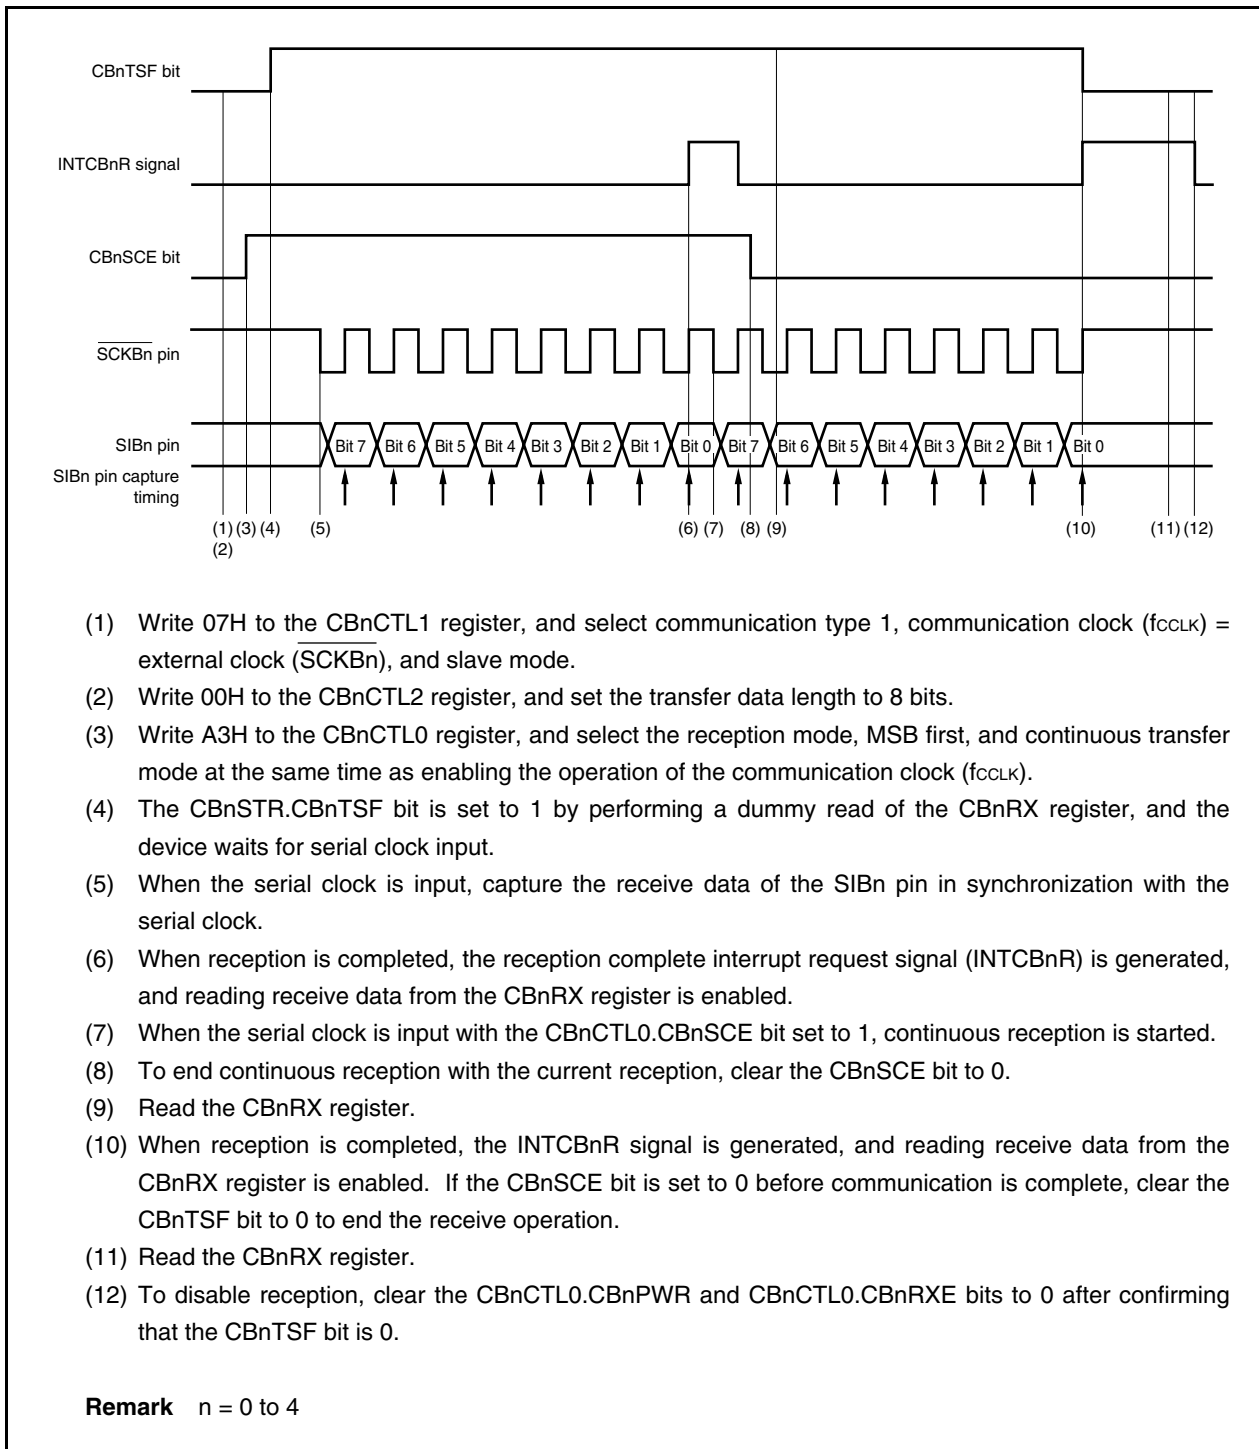 CBnTSF bit
INTCBnR signal
CBnSCE bit
SCKBn pin
SIBn pin
Bit 7 Bit 6 Bit 5 Bit 4 Bit 3 Bit 2 Bit 1 Bit 0 Bit 7 Bit 6 Bit 5 Bit 4 Bit 3 Bit 2 Bit 1 Bit 0
SIBn pin capture
timing
(1) (3) (4) (5) (6) (7) (8) (9) (10) (11) (12)
(2)
(1) Write 07H to the CBnCTL1 register, and select communication type 1, communication clock (fCCLK) =
external clock (SCKBn), and slave mode.
(2) Write 00H to the CBnCTL2 register, and set the transfer data length to 8 bits.
(3) Write A3H to the CBnCTL0 register, and select the reception mode, MSB first, and continuous transfer
mode at the same time as enabling the operation of the communication clock (fCCLK).
(4) The CBnSTR.CBnTSF bit is set to 1 by performing a dummy read of the CBnRX register, and the
device waits for serial clock input.
(5) When the serial clock is input, capture the receive data of the SIBn pin in synchronization with the
serial clock.
(6) When reception is completed, the reception complete interrupt request signal (INTCBnR) is generated,
and reading receive data from the CBnRX register is enabled.
(7) When the serial clock is input with the CBnCTL0.CBnSCE bit set to 1, continuous reception is started.
(8) To end continuous reception with the current reception, clear the CBnSCE bit to 0.
(9) Read the CBnRX register.
(10) When reception is completed, the INTCBnR signal is generated, and reading receive data from the
CBnRX register is enabled. If the CBnSCE bit is set to 0 before communication is complete, clear the
CBnTSF bit to 0 to end the receive operation.
(11) Read the CBnRX register.
(12) To disable reception, clear the CBnCTL0.CBnPWR and CBnCTL0.CBnRXE bits to 0 after confirming
that the CBnTSF bit is 0.
Remark n = 0 to 4